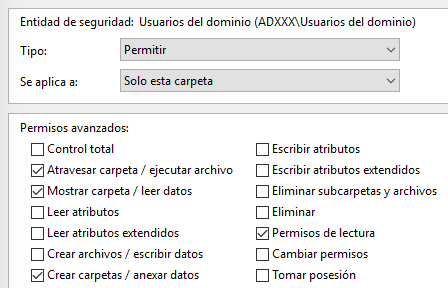 Entidad de seguridad: Usuarios del dominio (ADXXX\Usuarios del dominio)
Tipo: Permitir
Se aplica a: Solo esta carpeta
Permisos avanzados:
Control total Escribir atributos
Atravesar carpeta / ejecutar archivo Escribir atributos extendidos
Mostrar carpeta / leer datos Eliminar subcarpetas y archivos
Leer atributos Eliminar
Leer atributos extendidos Permisos de lectura
Crear archivos / escribir datos Cambiar permisos
Crear carpetas / anexar datos Tomar posesión